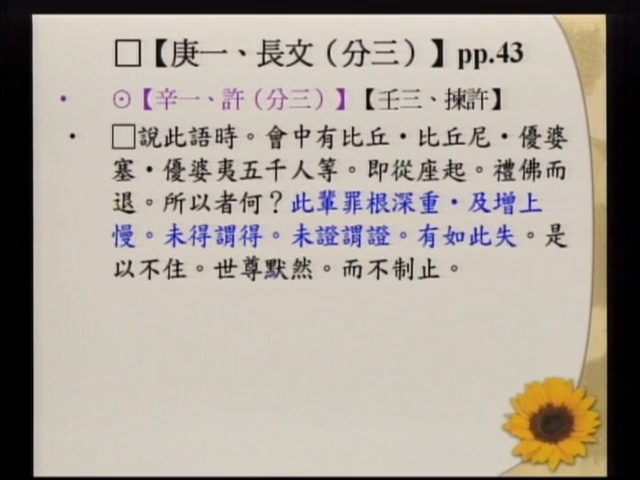 □【庚一、長文（分三）】pp.43
• ⊙【辛一、許（分三）】【壬三、揀許】
• □說此語時。會中有比丘‧比丘尼‧優婆
塞‧優婆夷五千人等。即從座起。禮佛而
退。所以者何？此輩罪根深重‧及增上
慢。未得謂得。未證謂證。有如此失。是
以不住。世尊默然。而不制止。